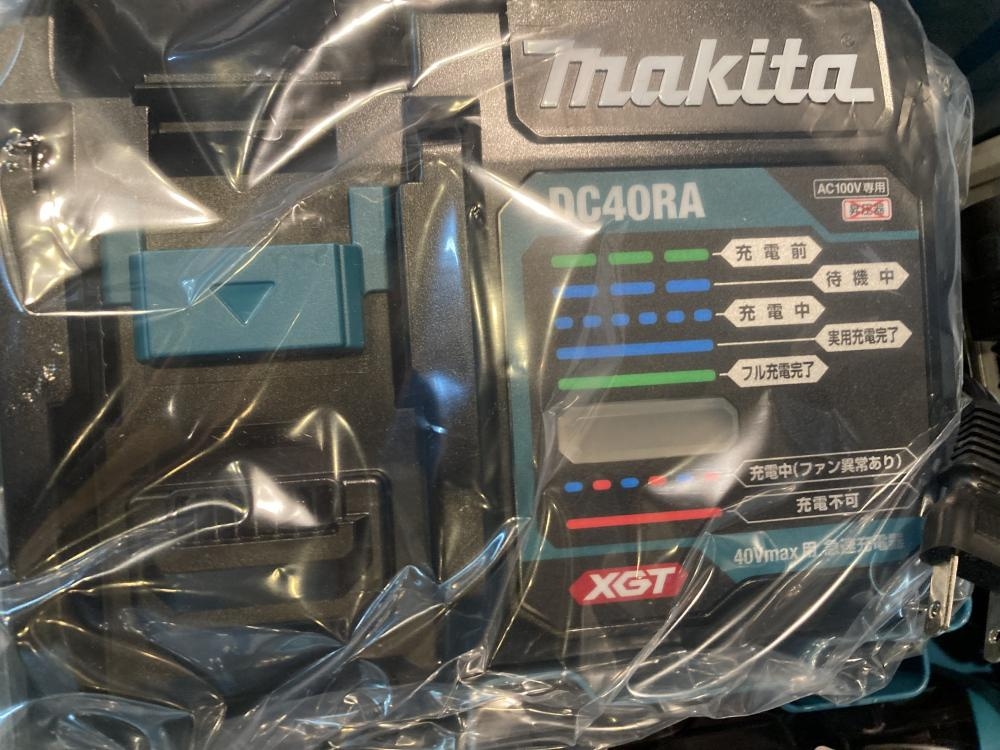 makita
DC40RA
AC100V専用
昇圧器
充電前
待機中
充電中
実用充電完了
フル充電完了
充電中(ファン異常あり)
充電不可
40Vmax用 急速充電器
XGT